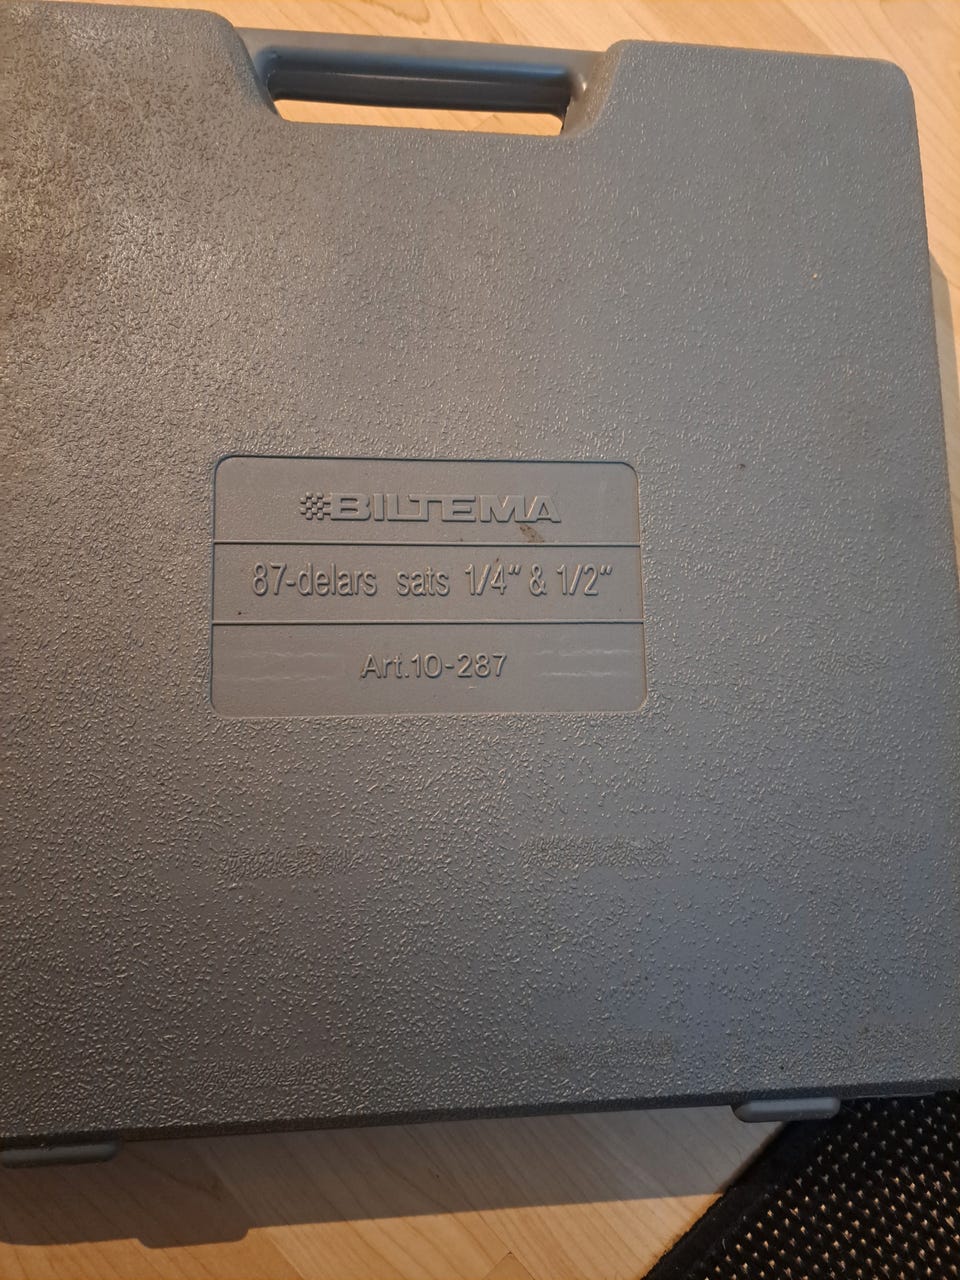 BILTEMA
87-delars sats 1/4" & 1/2"
Art.10-287